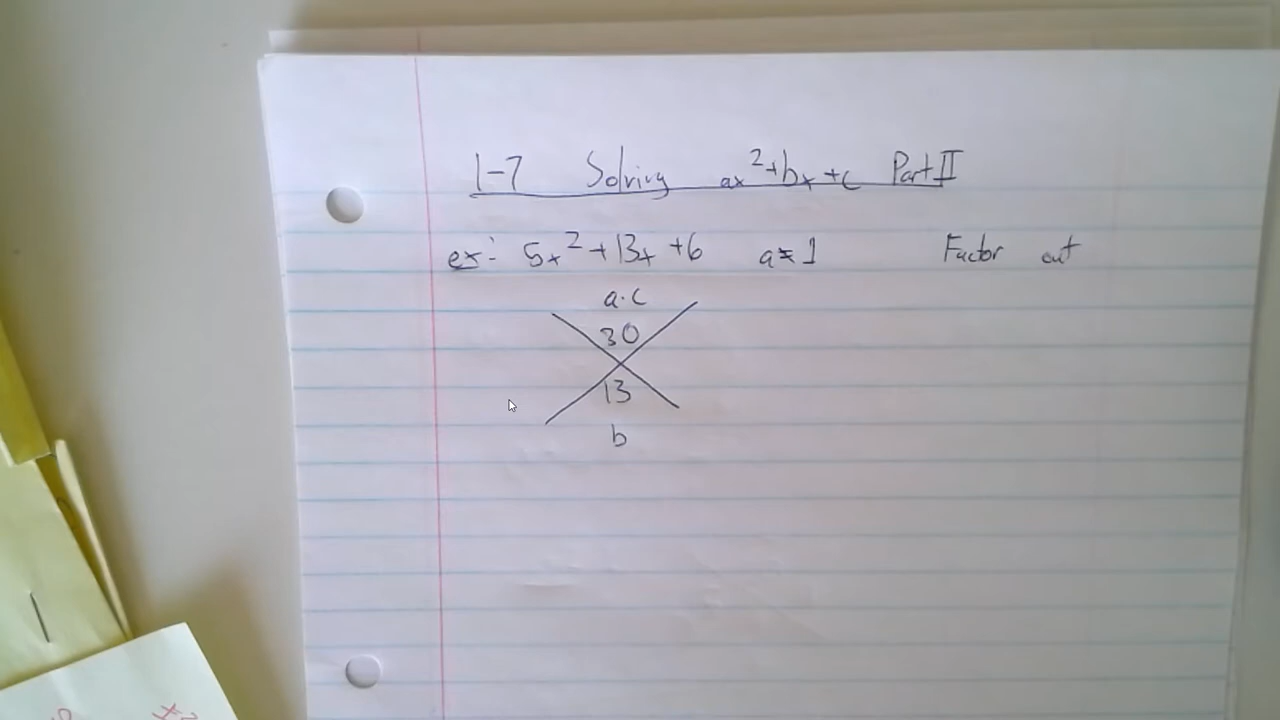 1-7 Solving ax²+bx+c Part II
ex: 5x²+13x+6 a≠1 Factor out
a·c
30
13
b